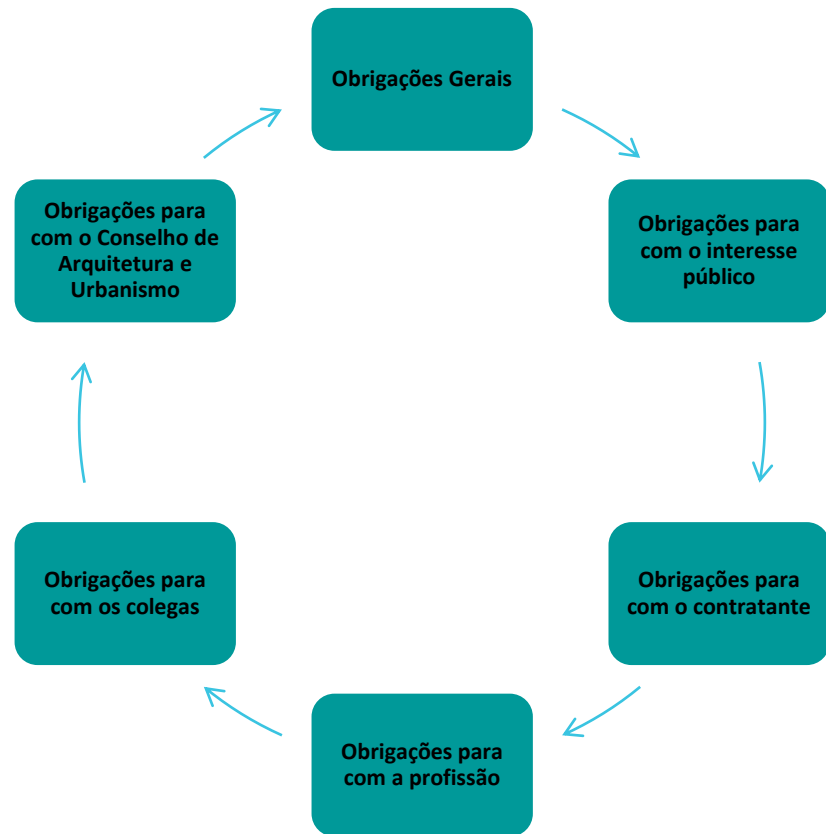 Obrigações Gerais
Obrigações para
com o interesse
público
Obrigações para
com o contratante
Obrigações para
com a profissão
Obrigações para
com os colegas
Obrigações para
com o Conselho de
Arquitetura e
Urbanismo